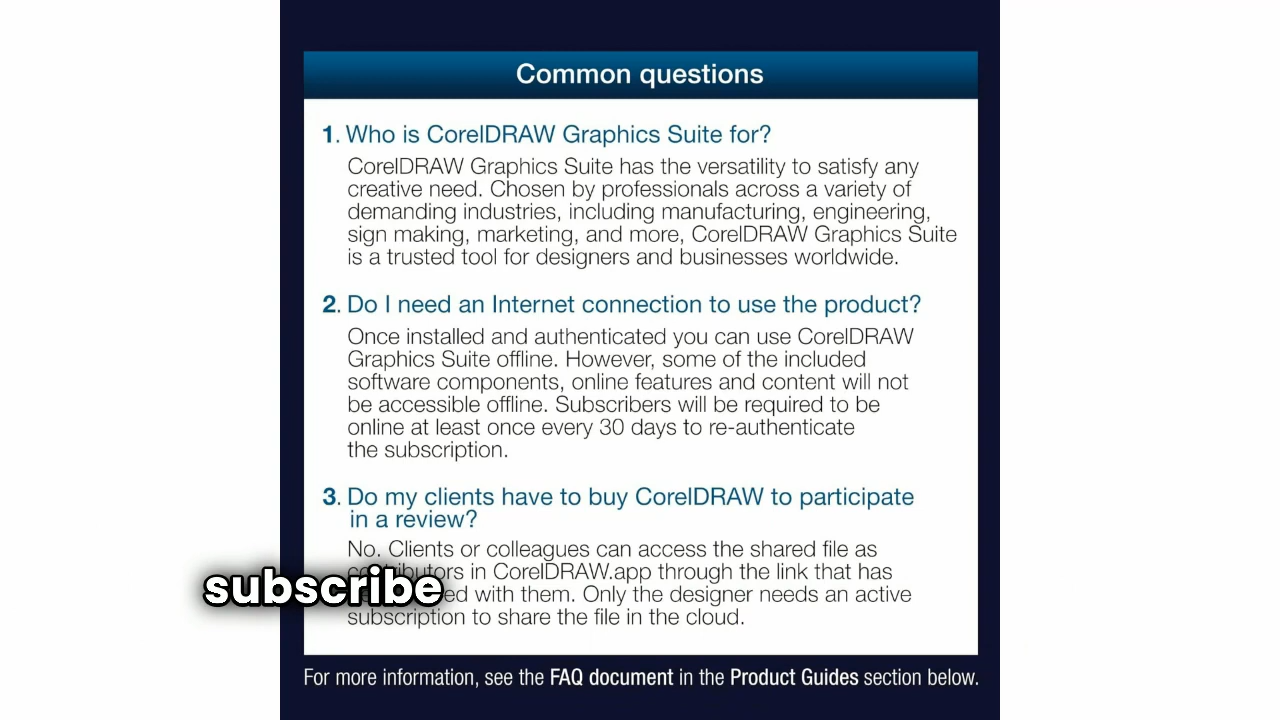 Common questions
1. Who is CorelDRAW Graphics Suite for?
CorelDRAW Graphics Suite has the versatility to satisfy any
creative need. Chosen by professionals across a variety of
demanding industries, including manufacturing, engineering,
sign making, marketing, and more, CorelDRAW Graphics Suite
is a trusted tool for designers and businesses worldwide.
2. Do I need an Internet connection to use the product?
Once installed and authenticated you can use CorelDRAW
Graphics Suite offline. However, some of the included
software components, online features and content will not
be accessible offline. Subscribers will be required to be
online at least once every 30 days to re-authenticate
the subscription.
3. Do my clients have to buy CorelDRAW to participate
in a review?
No. Clients or colleagues can access the shared file as
contributors in CorelDRAW.app through the link that has
with them. Only the designer needs an active
subscription to share the file in the cloud.
subscribe
For more information, see the FAQ document in the Product Guides section below.